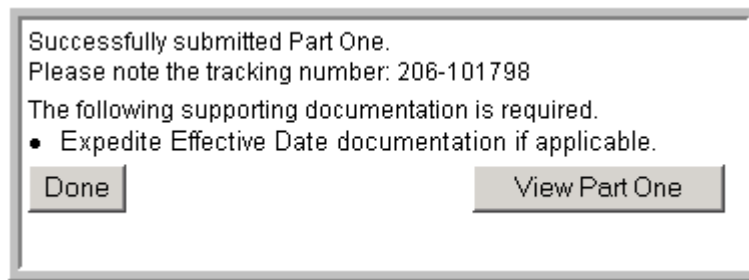 Successfully submitted Part One.
Please note the tracking number: 206-101798
The following supporting documentation is required.
● Expedite Effective Date documentation if applicable.
Done View Part One